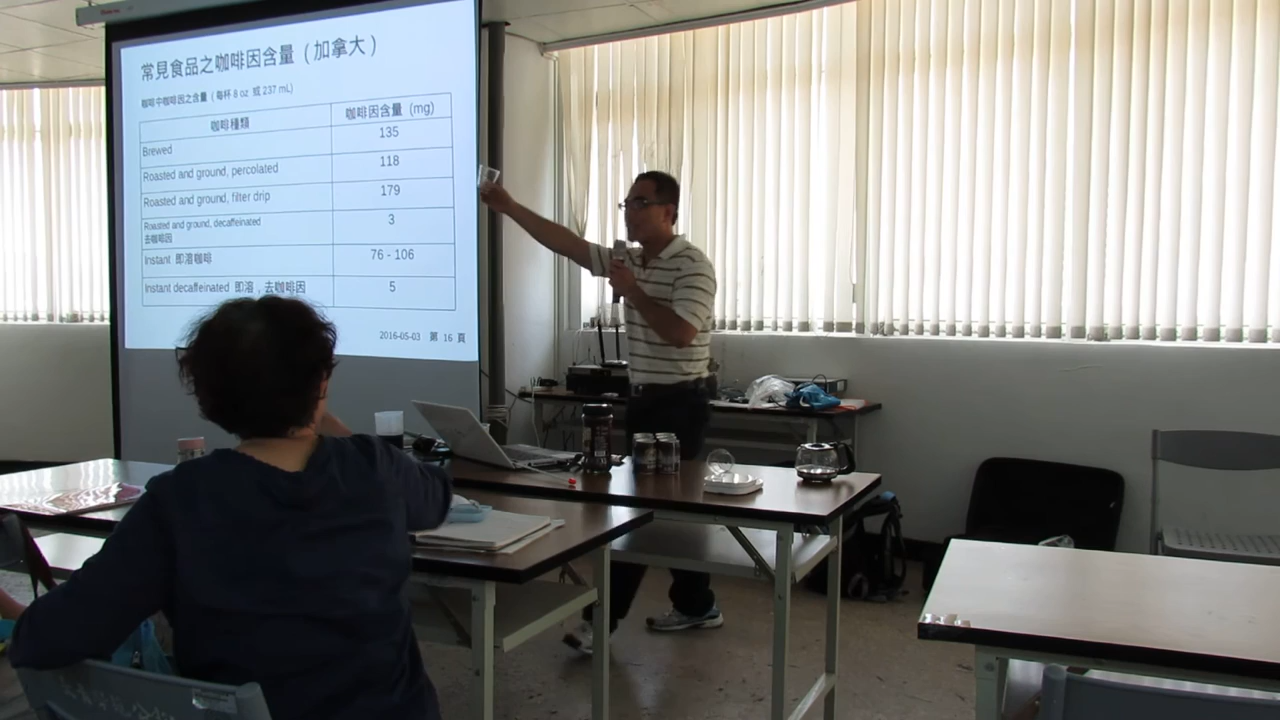 常見食品之咖啡因含量 (加拿大)
咖啡中咖啡因之含量 (每杯 8 oz 或 237 mL)
咖啡種類 咖啡因含量 (mg)
Brewed 135
Roasted and ground, percolated 118
Roasted and ground, filter drip 179
Roasted and ground, decaffeinated 3
去咖啡因
Instant 即溶咖啡 76 - 106
Instant decaffeinated 即溶，去咖啡因 5
2016-05-03 第 16 頁